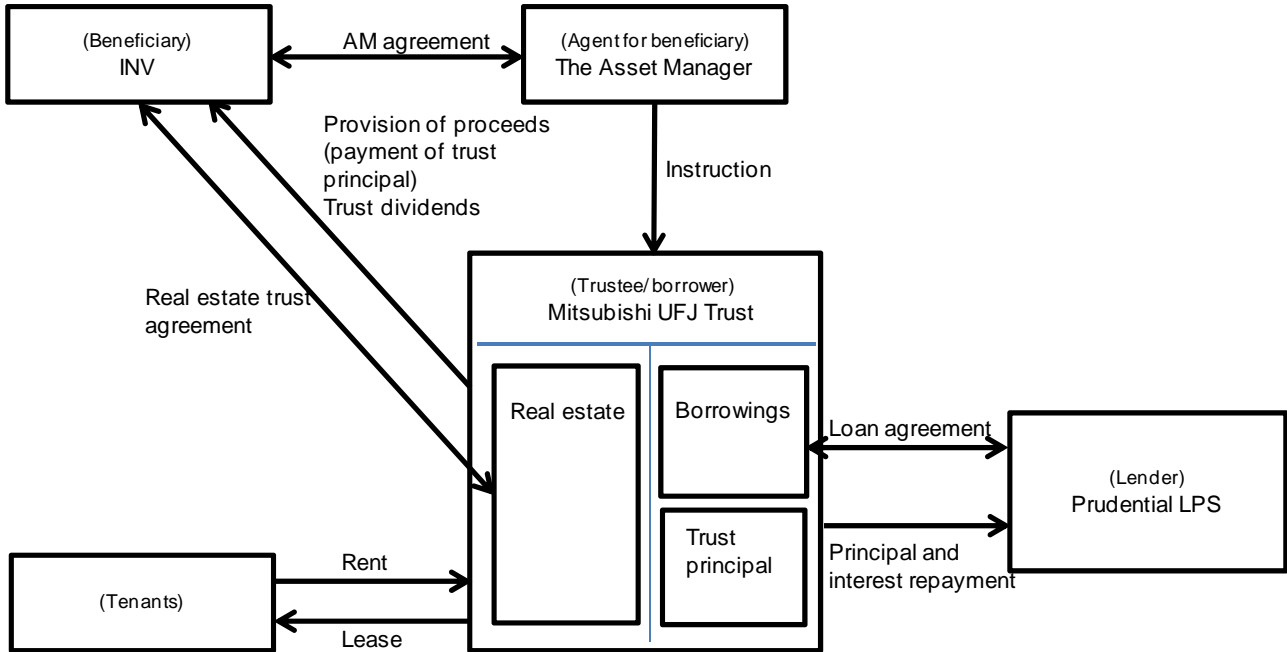 (Beneficiary)
INV
AM agreement
(Agent for beneficiary)
The Asset Manager
Provision of proceeds
(payment of trust
principal)
Trust dividends
Instruction
Real estate trust
agreement
(Trustee/ borrower)
Mitsubishi UFJ Trust
Real estate
Borrowings
Trust
principal
Loan agreement
(Lender)
Prudential LPS
Principal and
interest repayment
Rent
(Tenants)
Lease